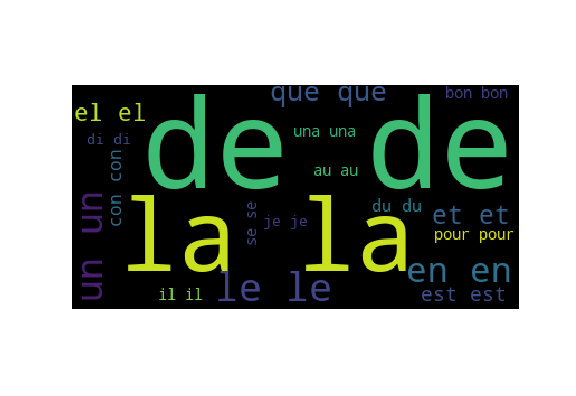 que que
bon bon
el el
de de
una una
di di
con con
au au
un un
la la
se se
je je
du du
et et
pour pour
en en
le le
il il
est est